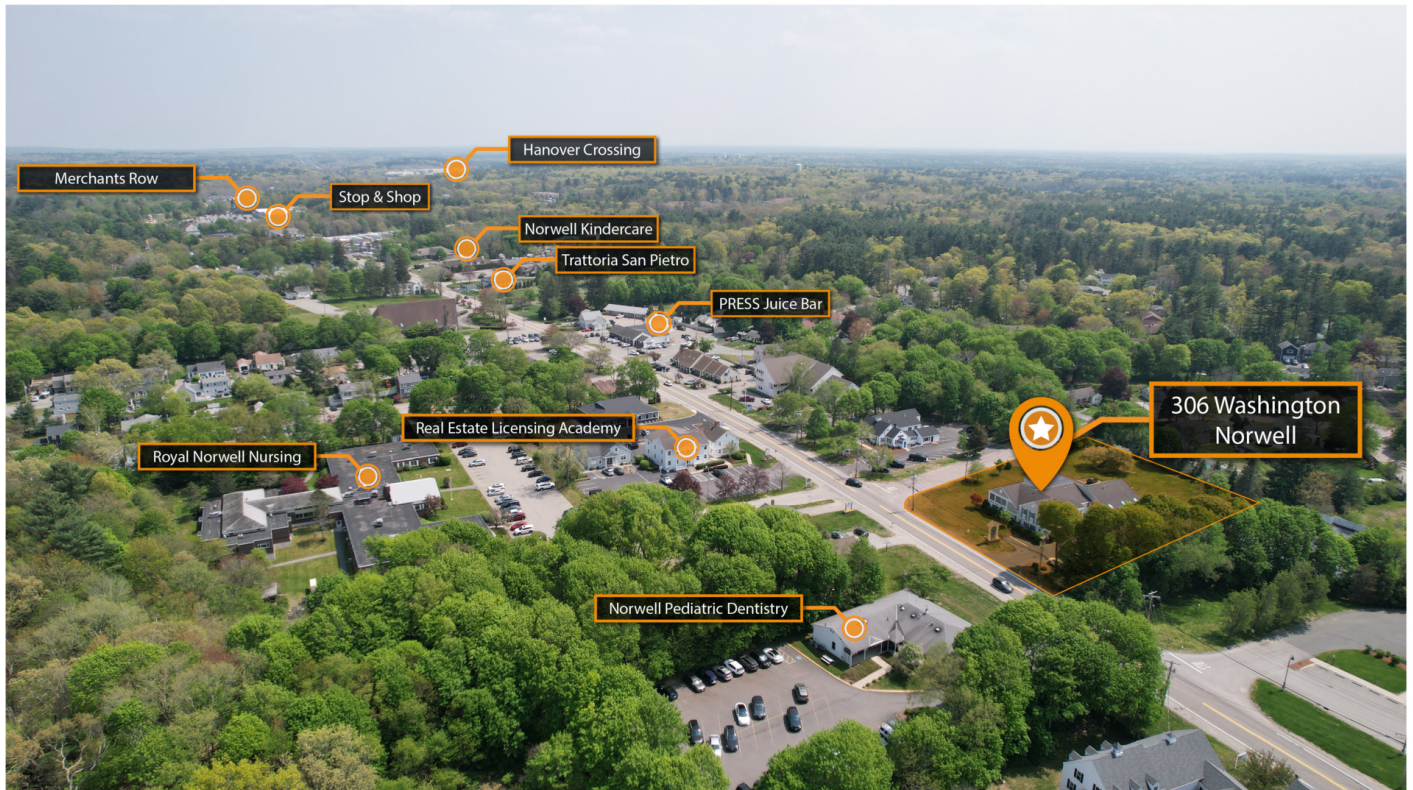 Hanover Crossing
Merchants Row
Stop & Shop
Norwell Kindercare
Trattoria San Pietro
PRESS Juice Bar
306 Washington
Norwell
Real Estate Licensing Academy
Royal Norwell Nursing
Norwell Pediatric Dentistry